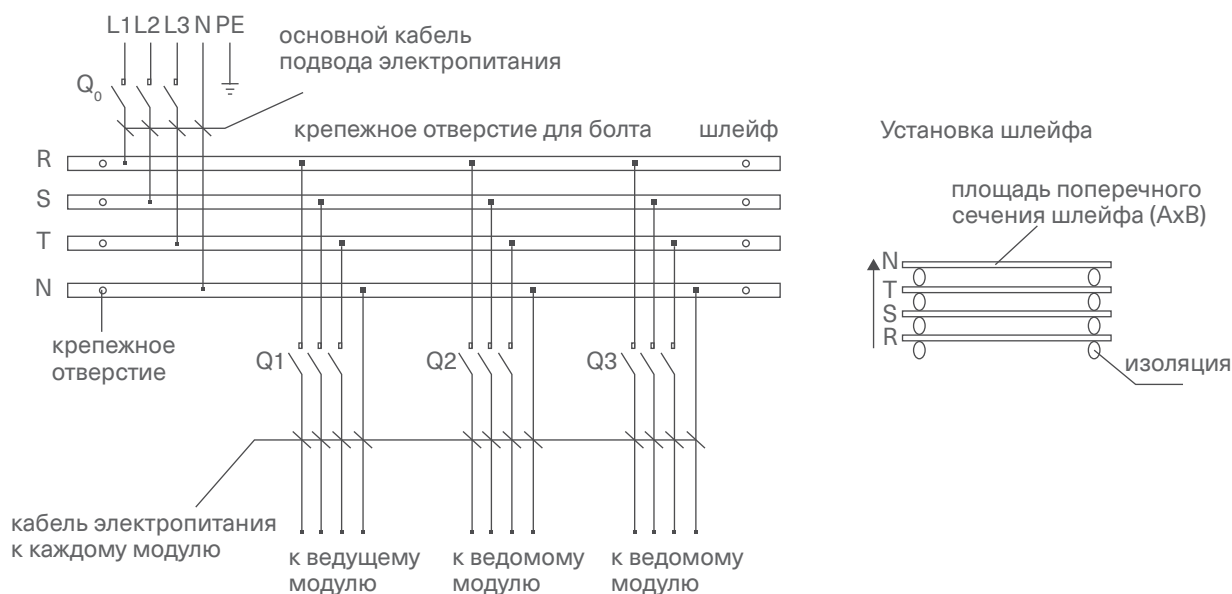 L1 L2 L3 N PE
основной кабель
подвода электропитания
Q0
крепежное отверстие для болта
шлейф
R
S
T
N
крепежное
отверстие
Q1
Q2
Q3
кабель электропитания
к каждому модулю
к ведущему
модулю
к ведомому
модулю
к ведомому
модулю
Установка шлейфа
площадь поперечного
сечения шлейфа (АхВ)
N
T
S
R
изоляция